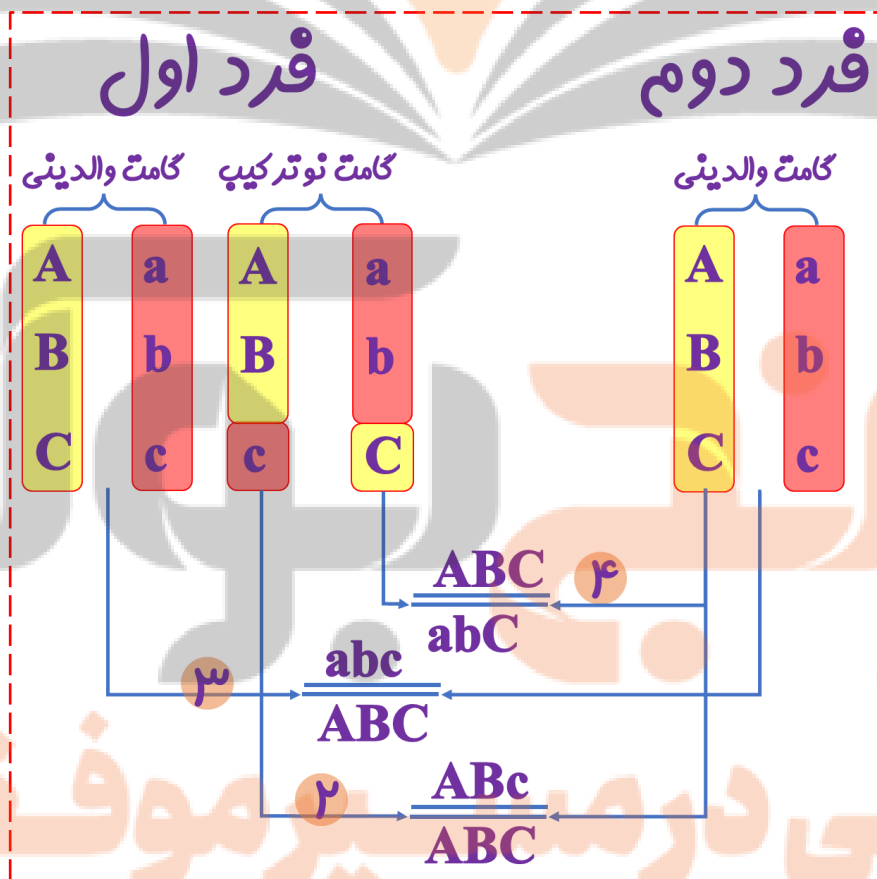 فرد اول
فرد دوم
گامت والدینی
گامت نوترکیب
گامت والدینی
A a A a A a
B b B b B b
C c c C C c
ABC
۴
abC
abc
۳
ABC
ABc
۲
ABC